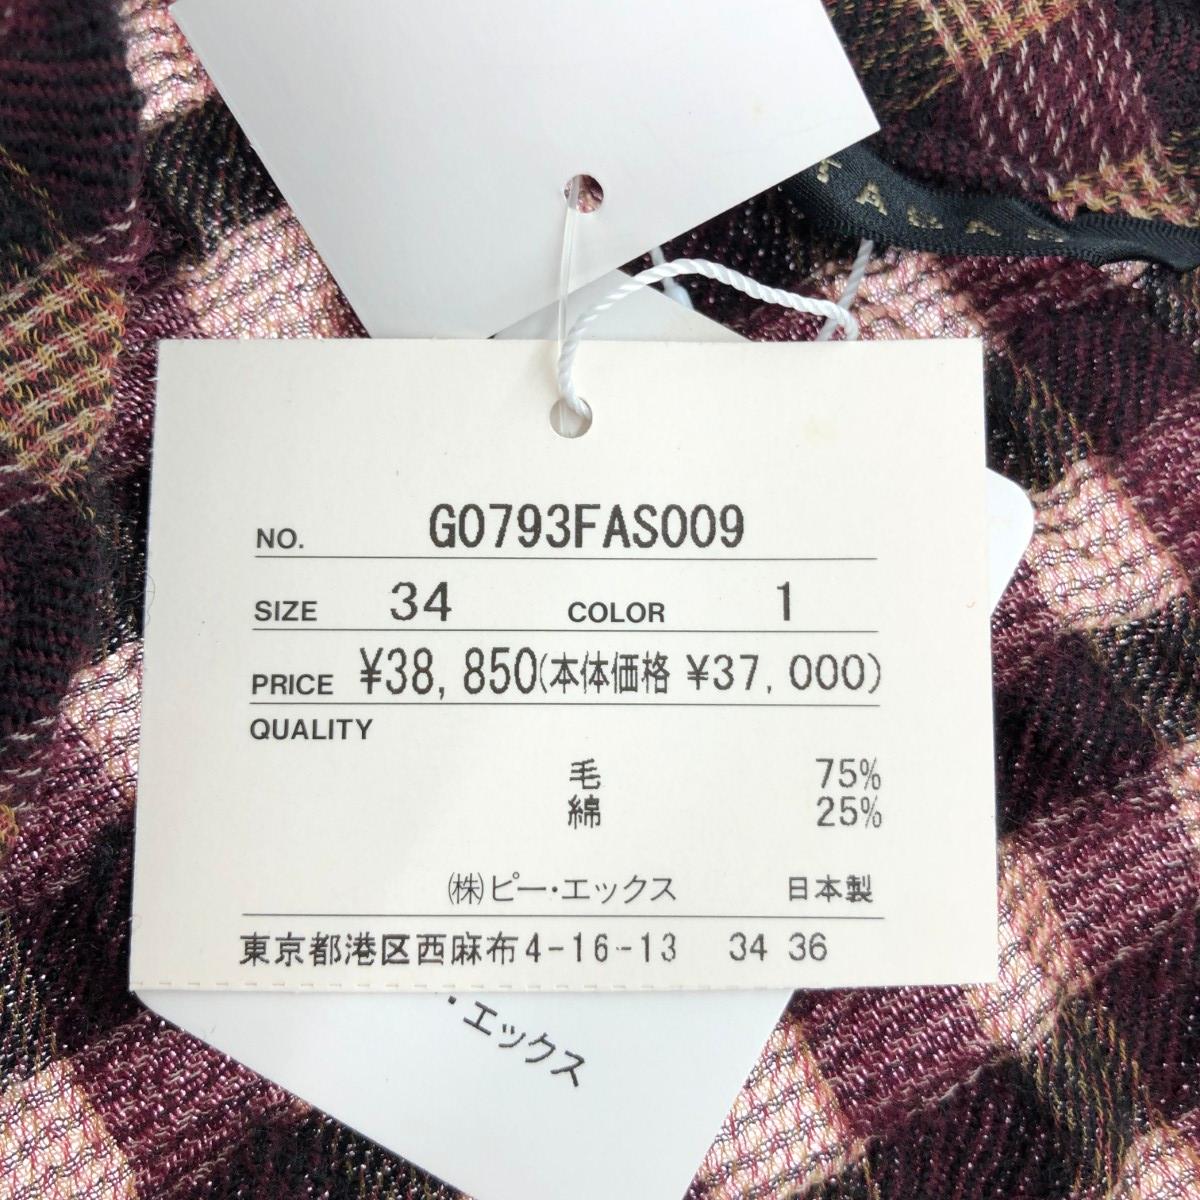 NO. G0793FAS009
SIZE 34 COLOR 1
PRICE ¥38,850(本体価格 ¥37,000)
QUALITY
毛 75%
綿 25%
(株)ピー・エックス 日本製
東京都港区西麻布4-16-13 34 36
・エックス